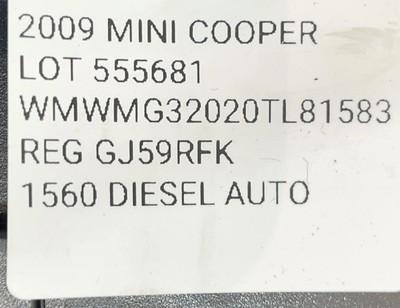 2009 MINI COOPER
LOT 555681
WMWMG32020TL81583
REG GJ59RFK
1560 DIESEL AUTO